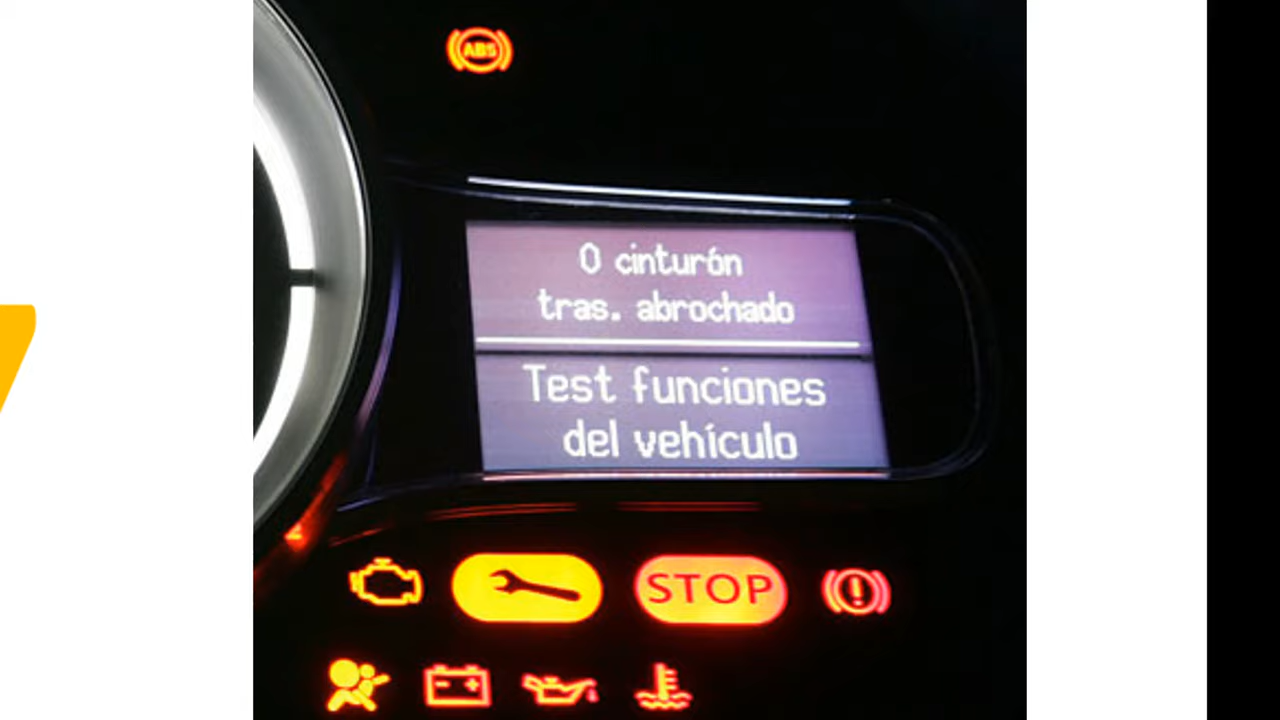 ABS
0 cinturón
tras. abrochado
Test funciones
del vehículo
STOP